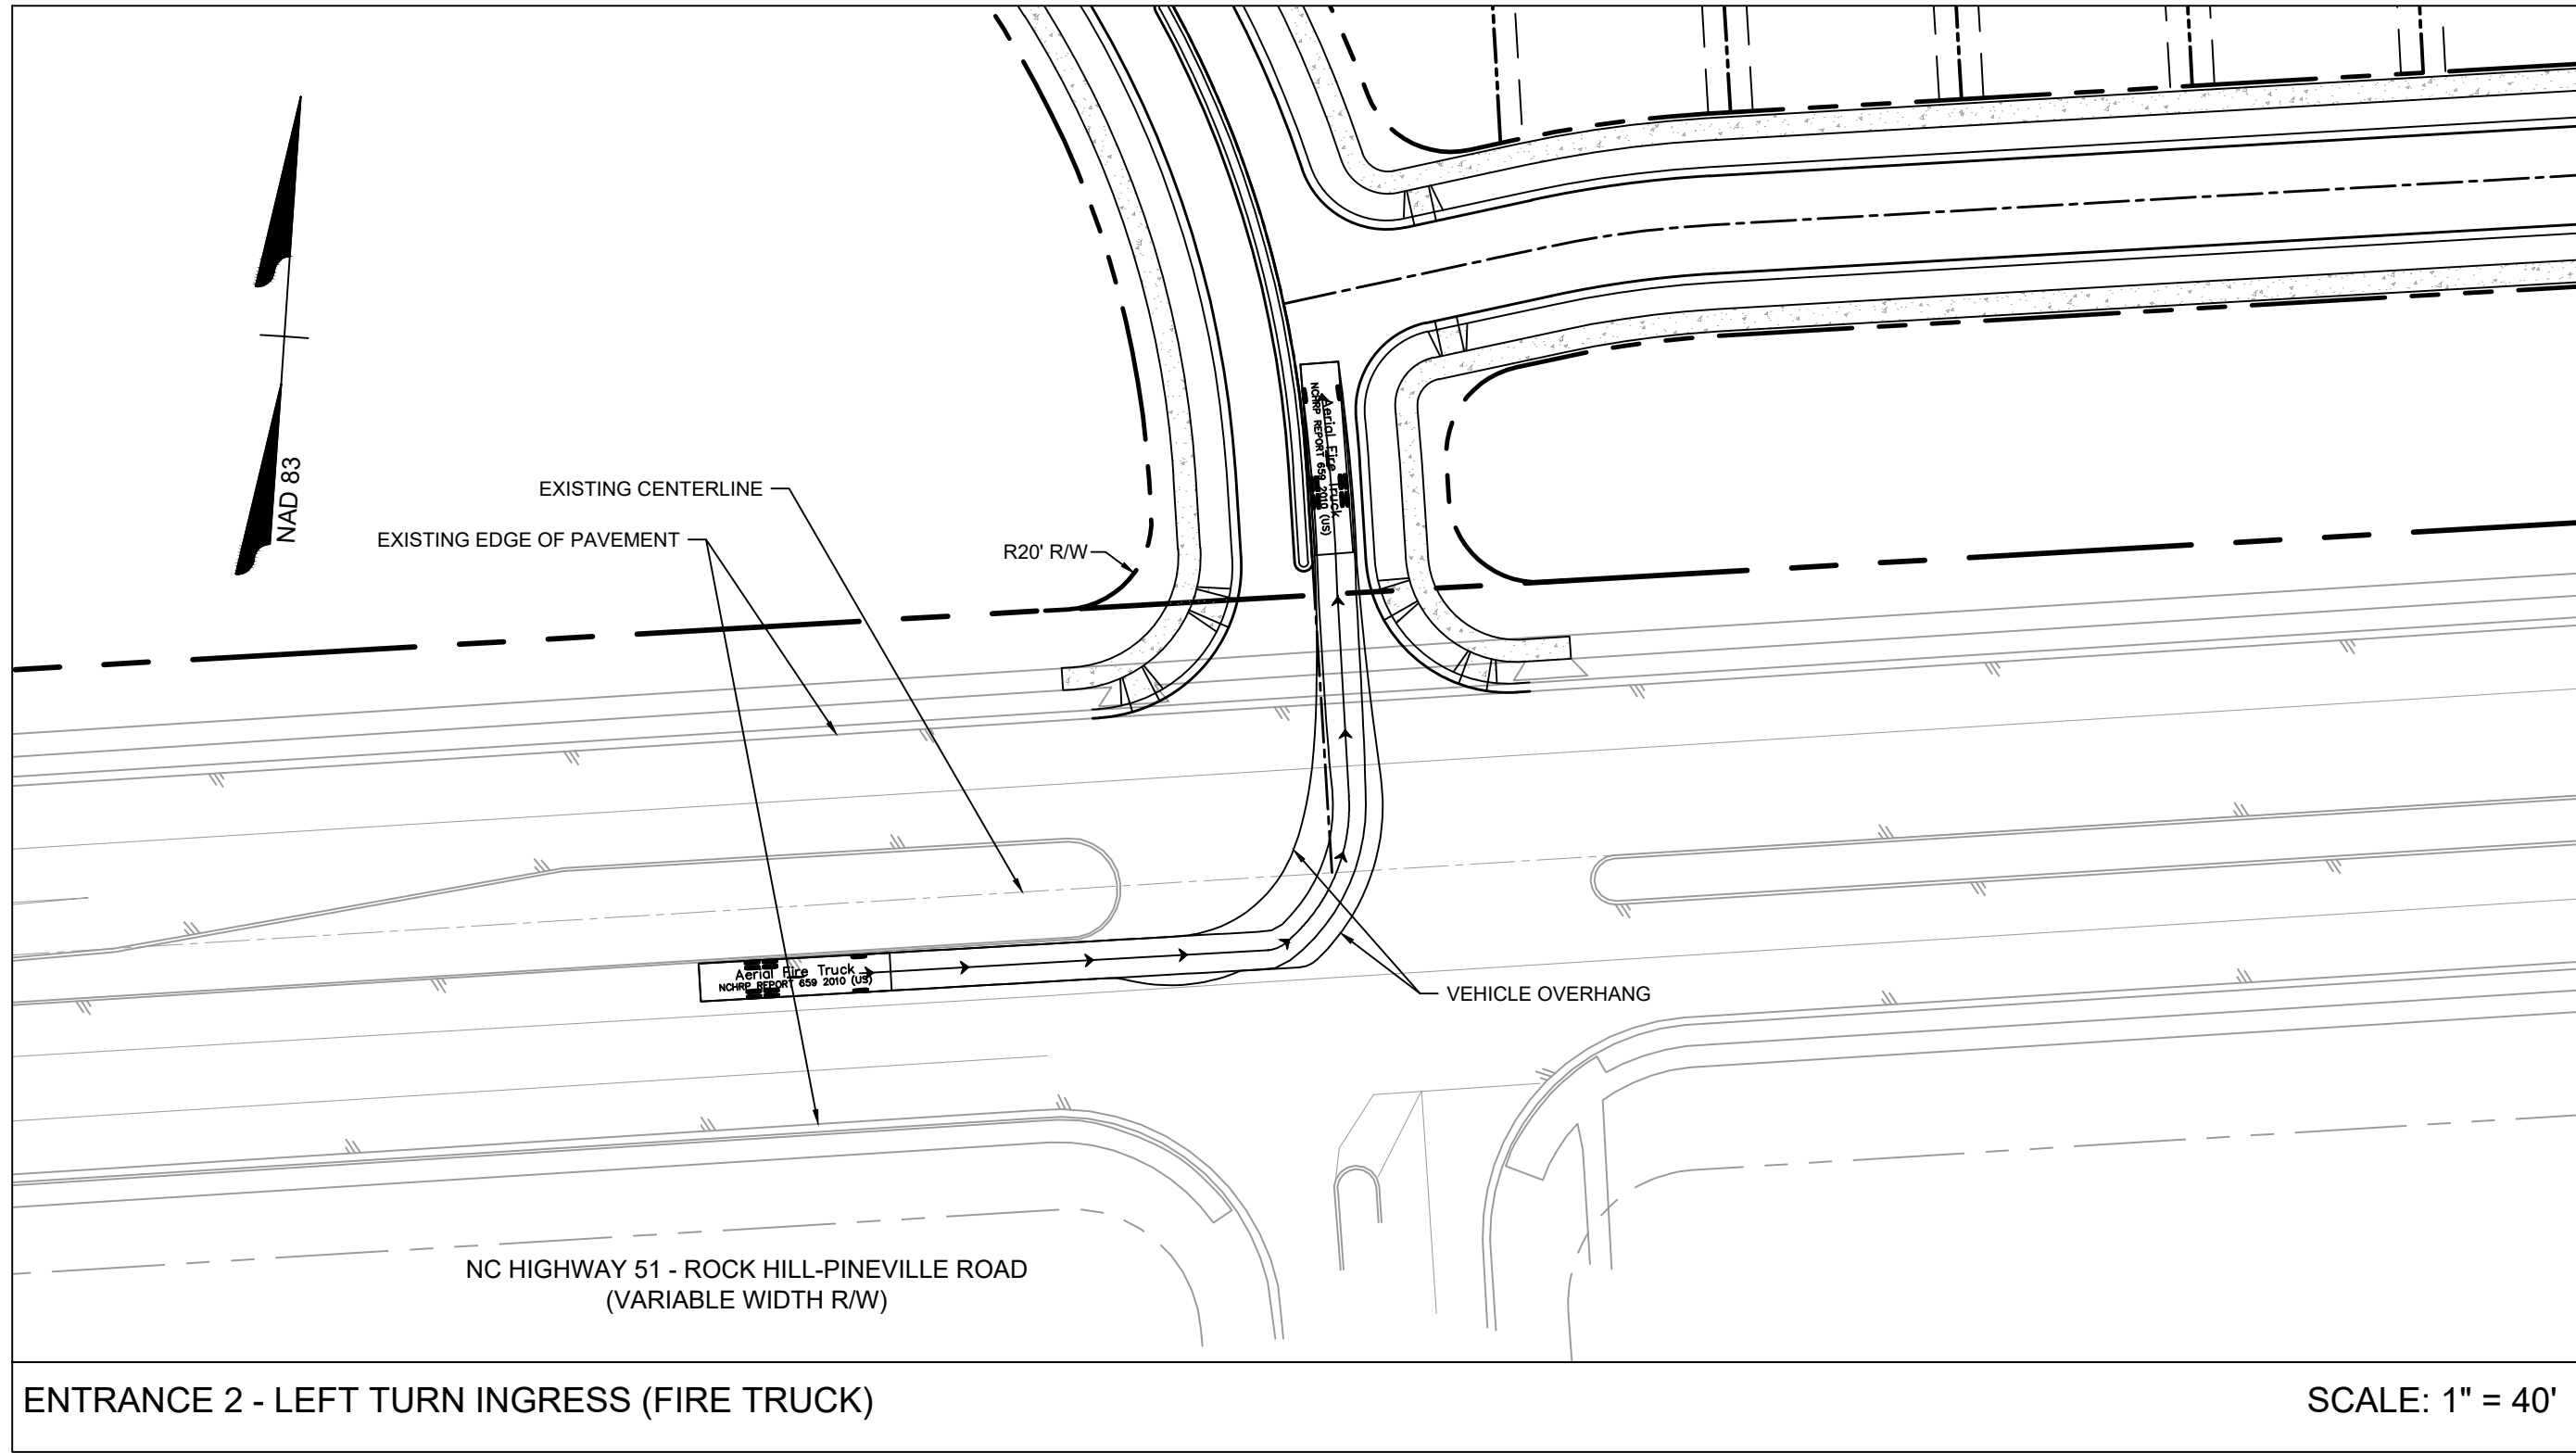 NAD 83
EXISTING CENTERLINE
EXISTING EDGE OF PAVEMENT
R20' R/W
Aerial Fire Truck
NCHRP REPORT 659 2010 (US)
Aerial Fire Truck
NCHRP REPORT 659 2010 (US)
VEHICLE OVERHANG
NC HIGHWAY 51 - ROCK HILL-PINEVILLE ROAD
(VARIABLE WIDTH R/W)
ENTRANCE 2 - LEFT TURN INGRESS (FIRE TRUCK)
SCALE: 1" = 40'